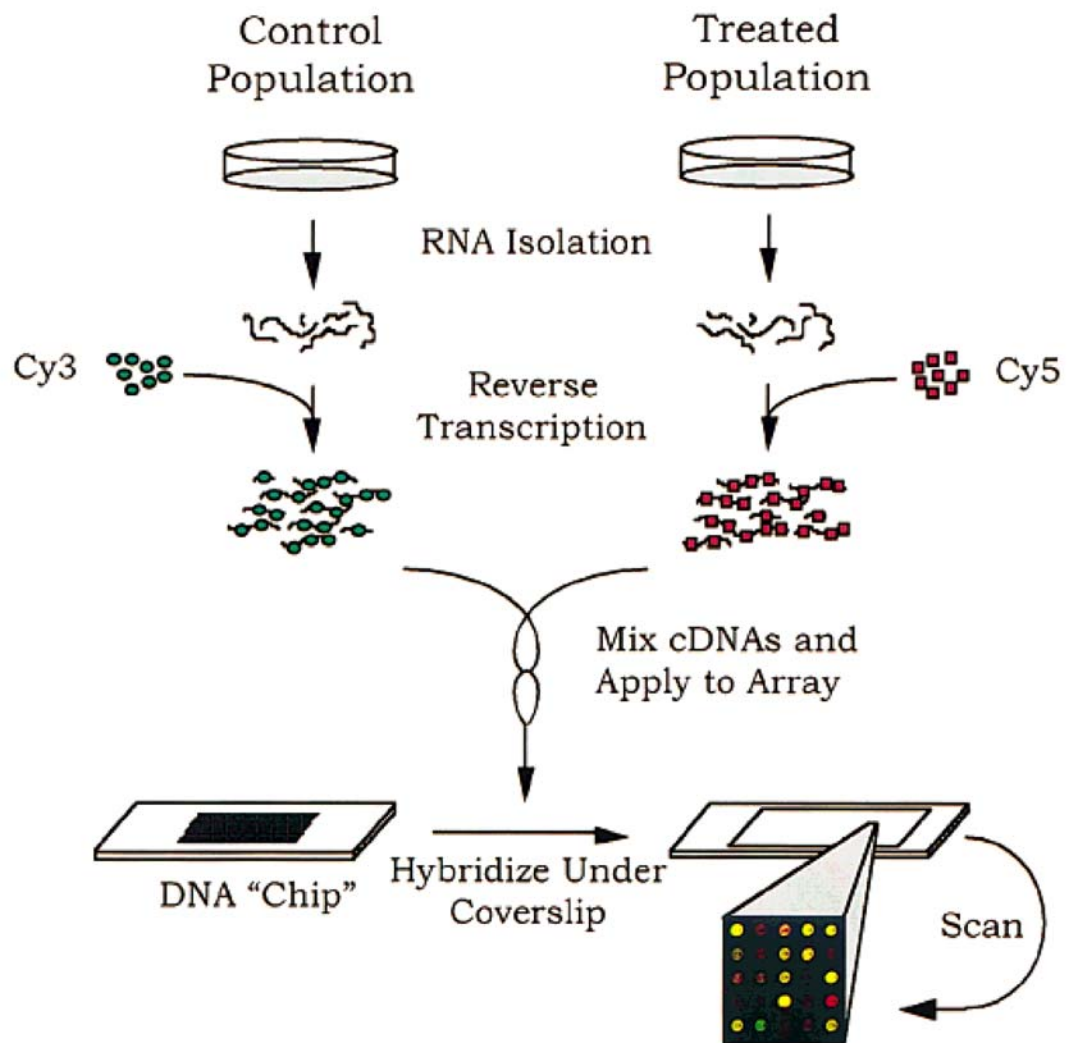 Control
Population
Treated
Population
RNA Isolation
Cy3
Reverse
Transcription
Cy5
Mix cDNAs and
Apply to Array
DNA “Chip”
Hybridize Under
Coverslip
Scan